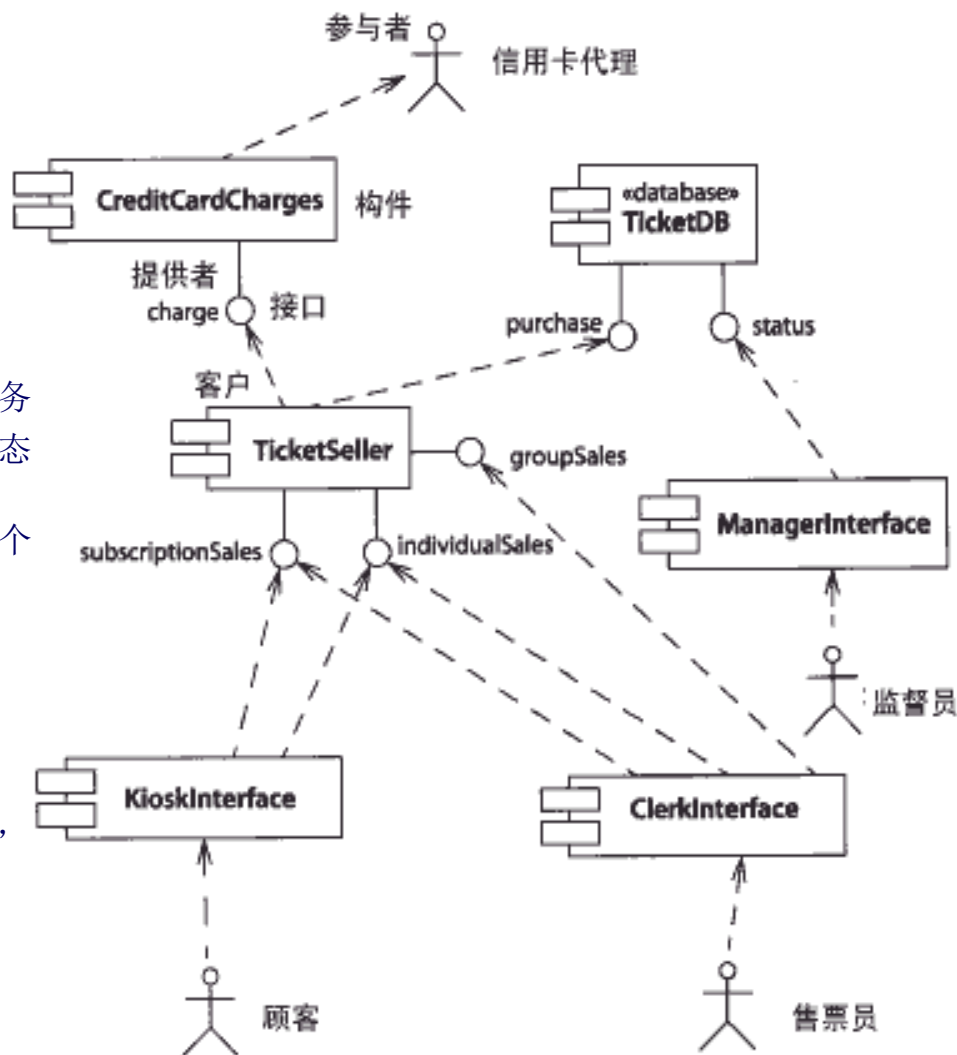 参与者
信用卡代理
CreditCardCharges
构件
«database»
TicketDB
提供者
charge
接口
purchase
status
客户
务
态
TicketSeller
groupSales
个
ManagerInterface
subscriptionSales
individualSales
监督员
KioskInterface
ClerkInterface
，
顾客
售票员